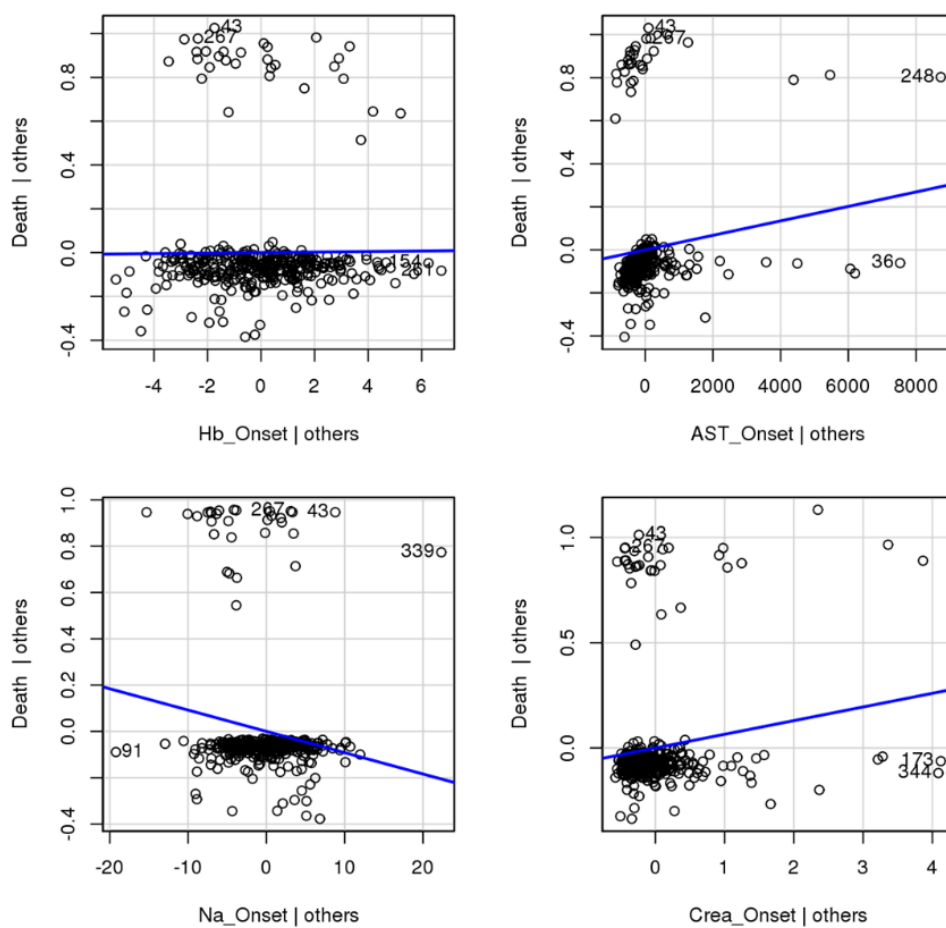 Death | others
0.8
0.4
0.0
-0.4
43
267
154
261
-4 -2 0 2 4 6
Hb_Onset | others
Death | others
0.8
0.4
0.0
-0.4
43
267
248
36
0 2000 4000 6000 8000
AST_Onset | others
Death | others
1.0
0.8
0.6
0.4
0.2
0.0
-0.4
267 43
339
91
-20 -10 0 10 20
Na_Onset | others
Death | others
1.0
0.5
0.0
43
267
173
344
0 1 2 3 4
Crea_Onset | others